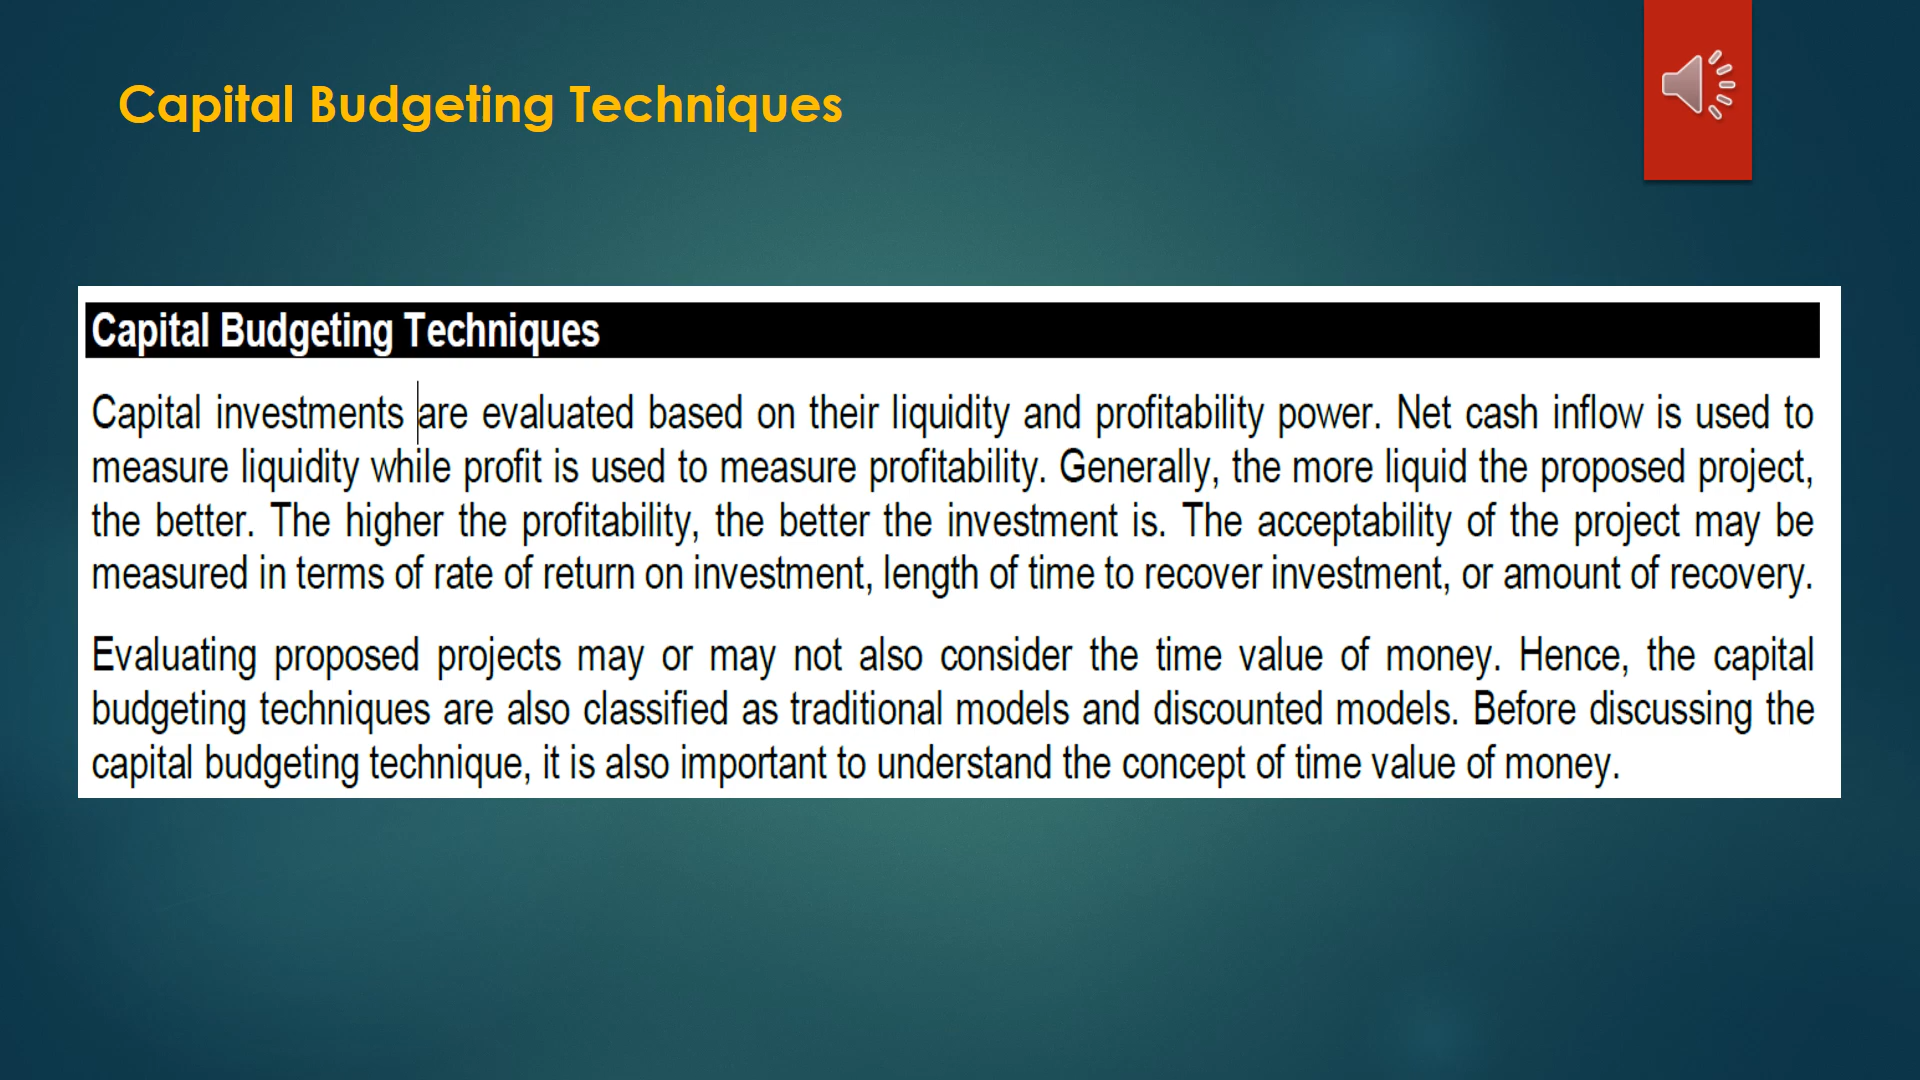 Capital Budgeting Techniques
Capital Budgeting Techniques
Capital investments are evaluated based on their liquidity and profitability power. Net cash inflow is used to
measure liquidity while profit is used to measure profitability. Generally, the more liquid the proposed project,
the better. The higher the profitability, the better the investment is. The acceptability of the project may be
measured in terms of rate of return on investment, length of time to recover investment, or amount of recovery.
Evaluating proposed projects may or may not also consider the time value of money. Hence, the capital
budgeting techniques are also classified as traditional models and discounted models. Before discussing the
capital budgeting technique, it is also important to understand the concept of time value of money.